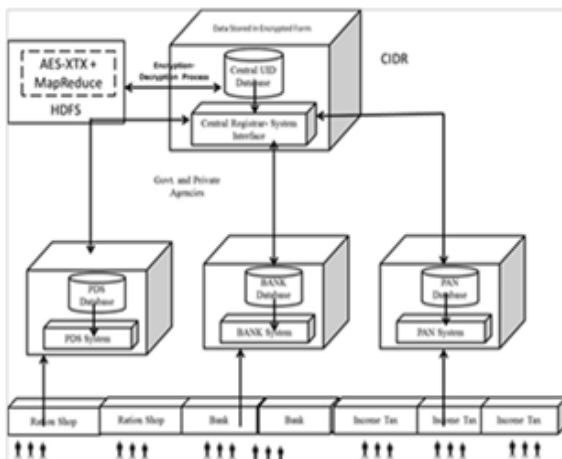 Data Stored in Encrypted Form
AES-XTX +
MapReduce
HDFS
Encryption-
Decryption Process
Central UID
Database
CIDR
Central Registrar- System
Interface
Govt. and Private
Agencies
PDS
Database
PDS System
BANK
Database
BANK System
PAN
Database
PAN System
Ration Shop
Ration Shop
Bank
Bank
Income Tax
Income Tax
Income Tax